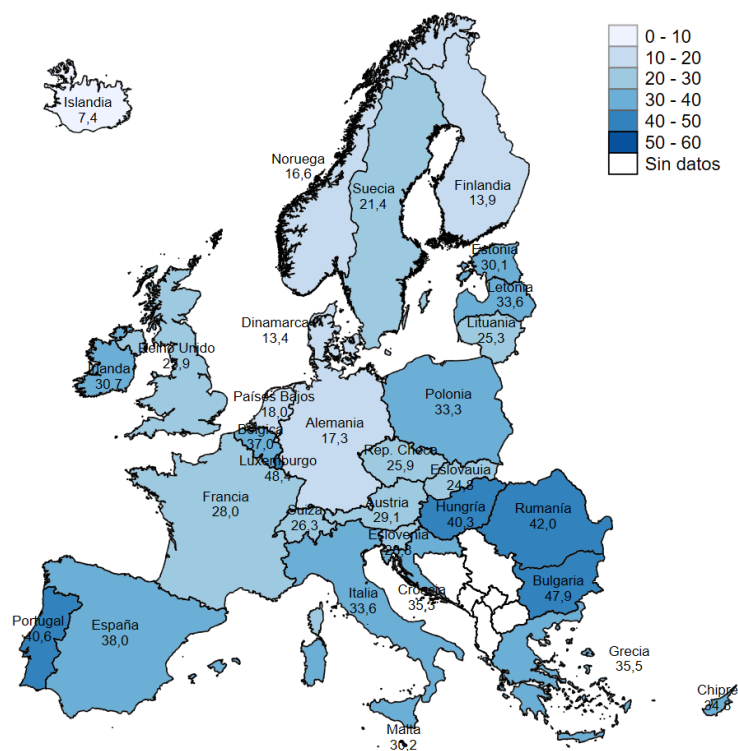 0 - 10
10 - 20
20 - 30
30 - 40
40 - 50
50 - 60
Sin datos
Islandia
7,4
Noruega
16,6
Suecia
21,4
Finlandia
13,9
Estonia
30,1
Letonia
33,6
Lituania
25,3
Dinamarca
13,4
Reino Unido
Irlanda
30,7
Países Bajos
18,0
Bélgica
37,0
Luxemburgo
48,4
Alemania
17,3
Polonia
33,3
Rep. Checa
25,9
Eslovauia
24,8
Francia
28,0
Suiza
26,3
Austria
29,1
Hungría
40,3
Rumanía
42,0
Eslovenia
Croacia
35,3
Bulgaria
47,9
Italia
33,6
Portugal
40,6
España
38,0
Grecia
35,5
Chipre
Malta
30,2